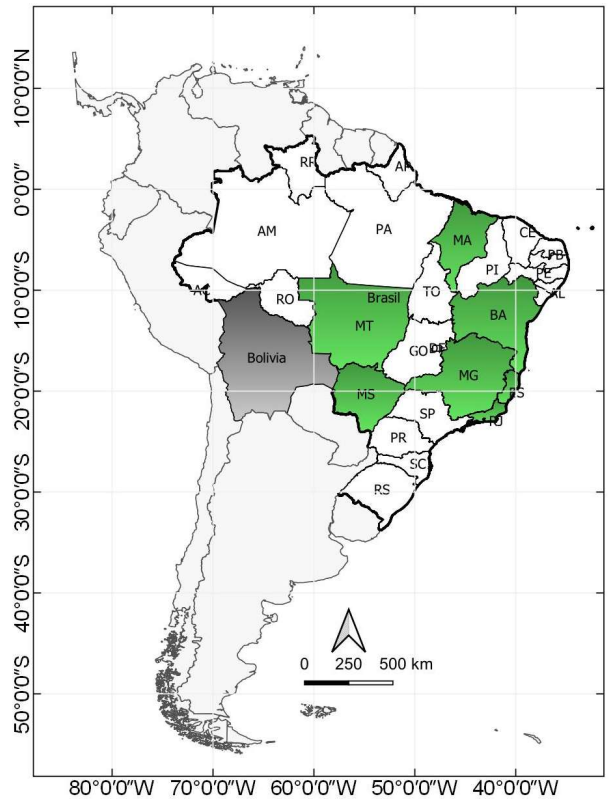 10°0'0"N
0°0'0"
10°0'0"S
20°0'0"S
30°0'0"S
40°0'0"S
50°0'0"S
RR
AP
AM
PA
MA
CE
PB
PI
PE
AC
AL
RO
TO
Brasil
BA
MT
GO
DF
Bolivia
MG
MS
ES
SP
RJ
PR
SC
RS
0 250 500 km
80°0'0"W 70°0'0"W 60°0'0"W 50°0'0"W 40°0'0"W